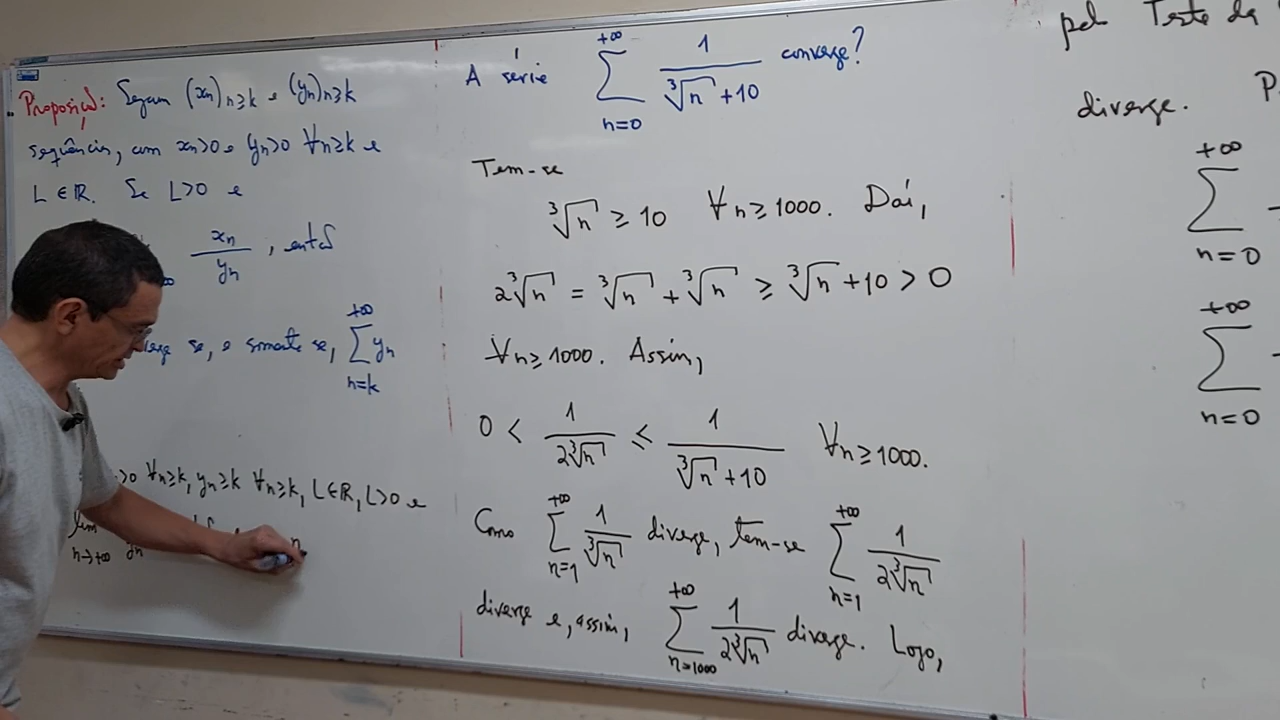 Proposiç̃: Sejam (xₙ)ₙ≥ₖ e (yₙ)ₙ≥ₖ
sequências, com xₙ>0 e yₙ>0 ∀n≥k e
L ∈ ℝ. Se L>0 e
xₙ/yₙ , então
se, e somente se, ∑_{n=k}^{+∞} yₙ
>0 ∀n≥k, yₙ≥k ∀n≥k, L∈ℝ, L>0 e
lim_{n→+∞}
A série ∑_{n=0}^{+∞} 1/(∛n+10) converge?
Tem-se
∛n ≥ 10 ∀n≥1000. Daí,
2∛n = ∛n + ∛n ≥ ∛n + 10 > 0
∀n≥1000. Assim,
0 < 1/(2∛n) ≤ 1/(∛n+10) ∀n≥1000.
Como ∑_{n=1}^{+∞} 1/∛n diverge, tem-se ∑_{n=1}^{+∞} 1/(2∛n)
diverge e, assim, ∑_{n=1000}^{+∞} 1/(2∛n) diverge. Logo,
pelo Teste da
diverge. P
∑_{n=0}^{+∞}
∑_{n=0}^{+∞}